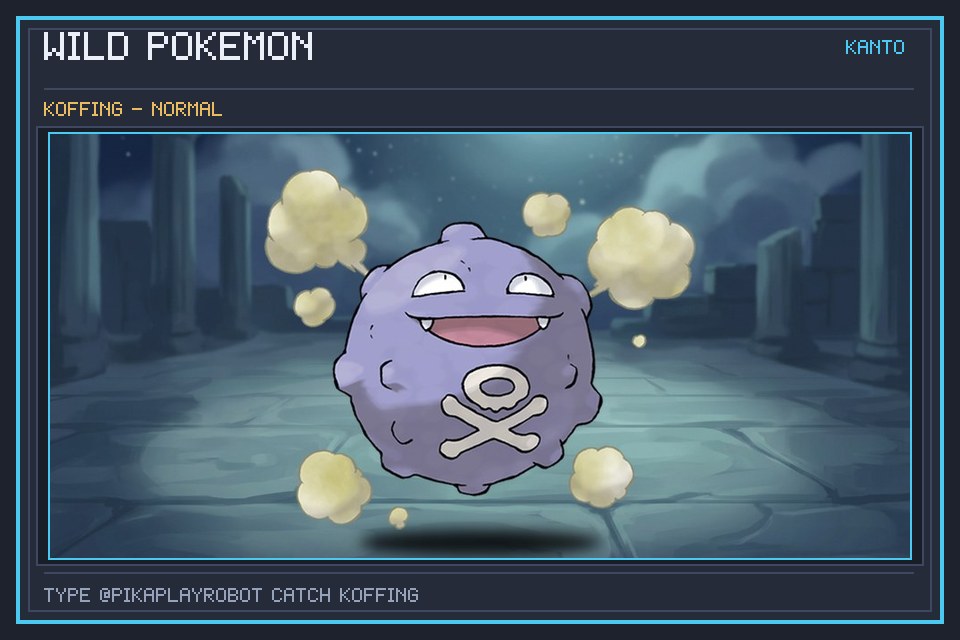 WILD POKEMON
KANTO
KOFFING - NORMAL
TYPE @PIKAPLAYROBOT CATCH KOFFING